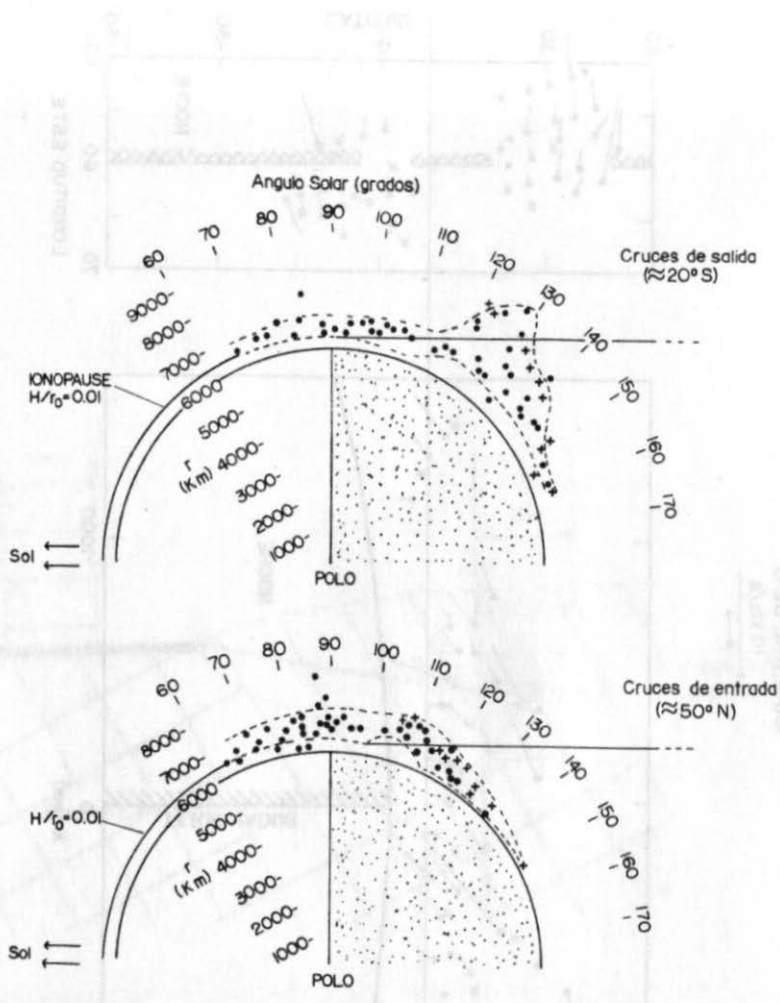 Angulo Solar (grados)
60
70
80
90
100
110
120
130
140
150
160
170
Cruces de salida
(≈20° S)
9000-
8000-
7000-
6000
5000-
4000-
3000-
2000-
1000-
r
(Km)
IONOPAUSE
H/r₀=0.01
Sol
POLO
60
70
80
90
100
110
120
130
140
150
160
170
Cruces de entrada
(≈50° N)
8000-
7000-
6000
5000-
4000-
3000-
2000-
1000-
r
(Km)
H/r₀=0.01
Sol
POLO